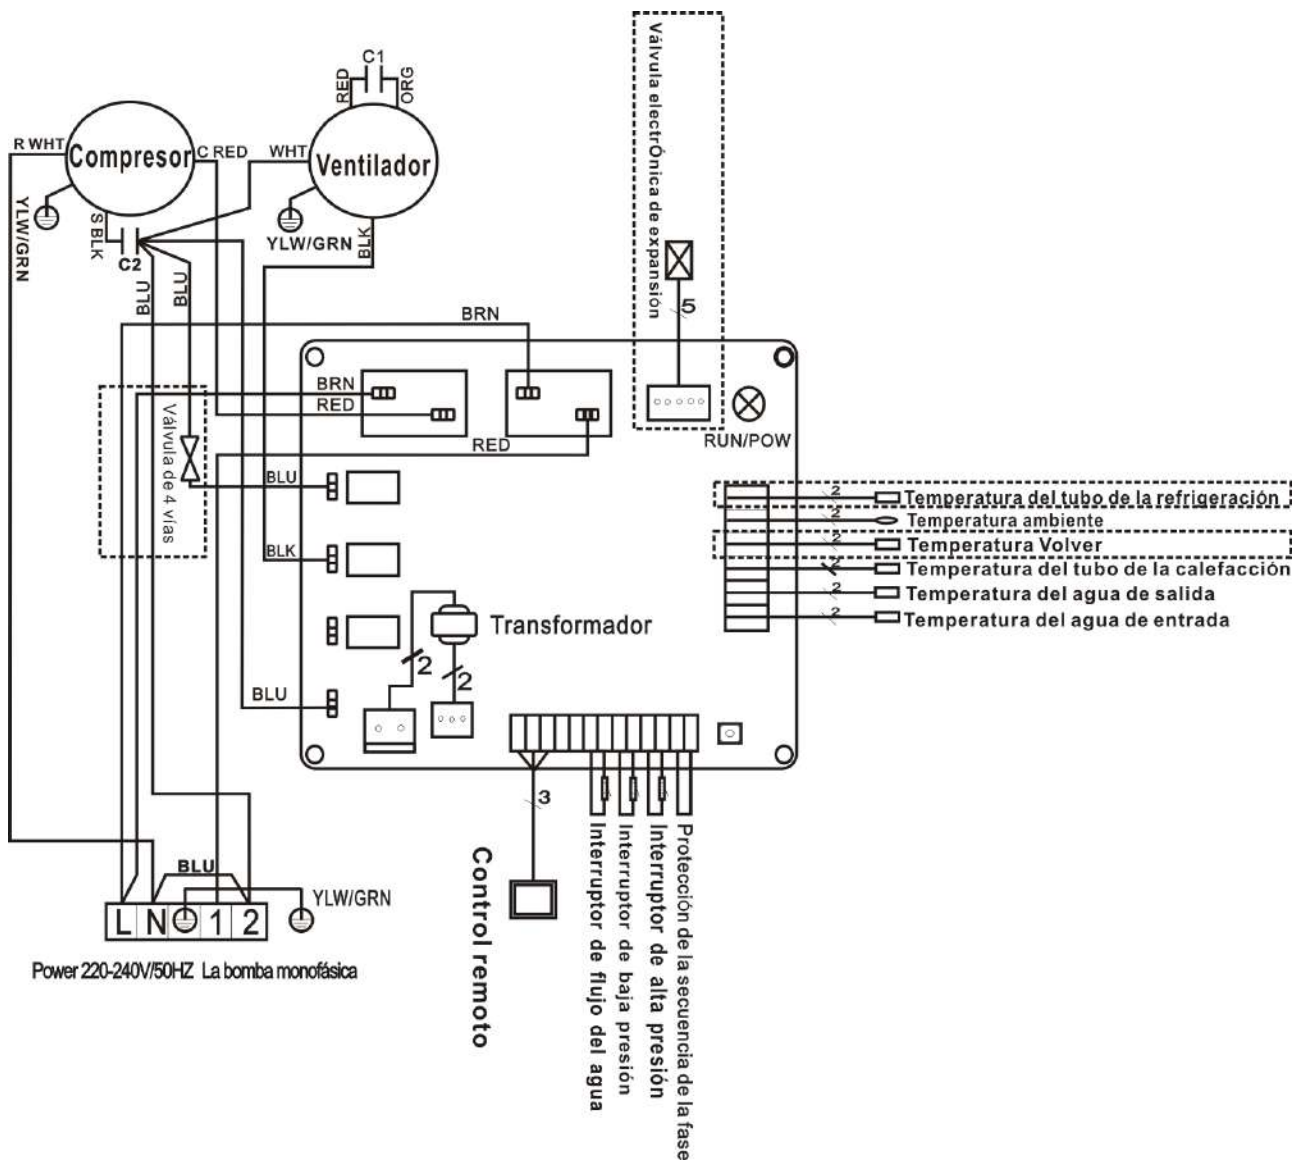 C1
RED
ORG
R WHT
Compresor
C RED
WHT
Ventilador
YLW/GRN
S BLK
C2
YLW/GRN
BLK
BLU
BLU
Válvula electrÓnica de expansión
5
BRN
BRN
RED
RED
RUN/POW
Válvula de 4 vías
BLU
BLK
BLU
Transformador
2
2
2 Temperatura del tubo de la refrigeración
2 Temperatura ambiente
2 Temperatura Volver
2 Temperatura del tubo de la calefacción
2 Temperatura del agua de salida
2 Temperatura del agua de entrada
3
Control remoto
Interruptor de flujo del agua
Interruptor de baja presión
Interruptor de alta presión
Protección de la secuencia de la fase
BLU
YLW/GRN
L N 1 2
Power 220-240V/50HZ La bomba monofásica